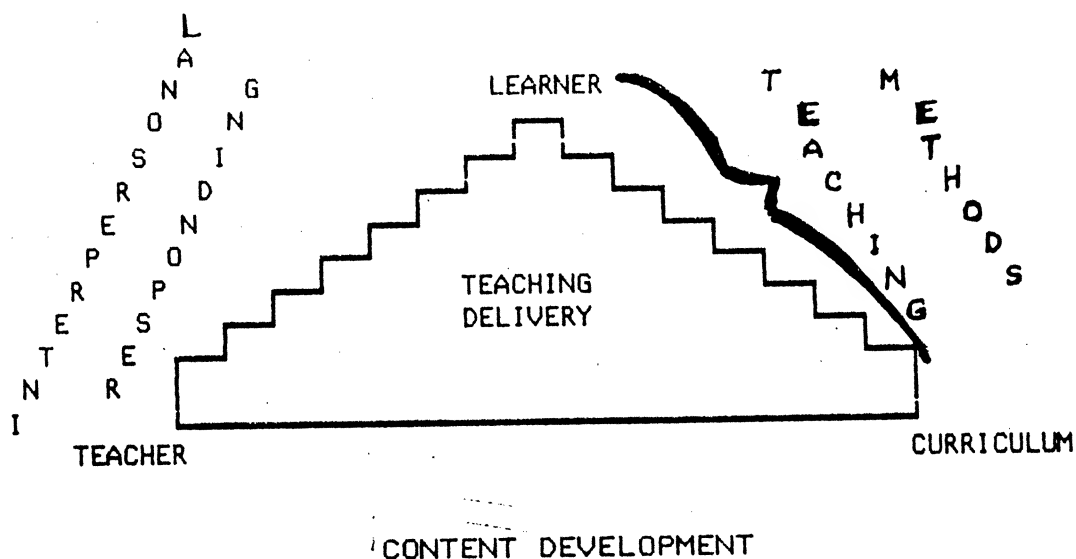 INTERPERSONAL
RESPONDING
LEARNER
TEACHING
METHODS
TEACHING
DELIVERY
TEACHER
CURRICULUM
CONTENT DEVELOPMENT